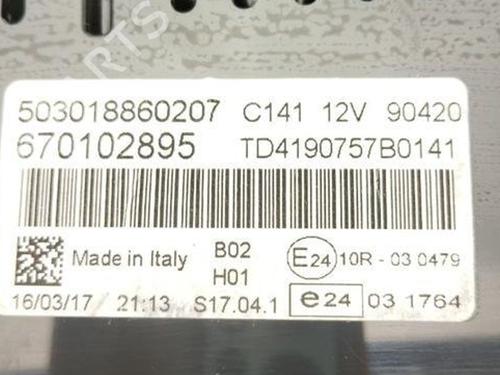 503018860207 C141 12V 90420
670102895 TD4190757B0141
Made in Italy B02 E24 10R - 03 0479
H01
16/03/17 21:13 S17.04.1 e24 03 1764